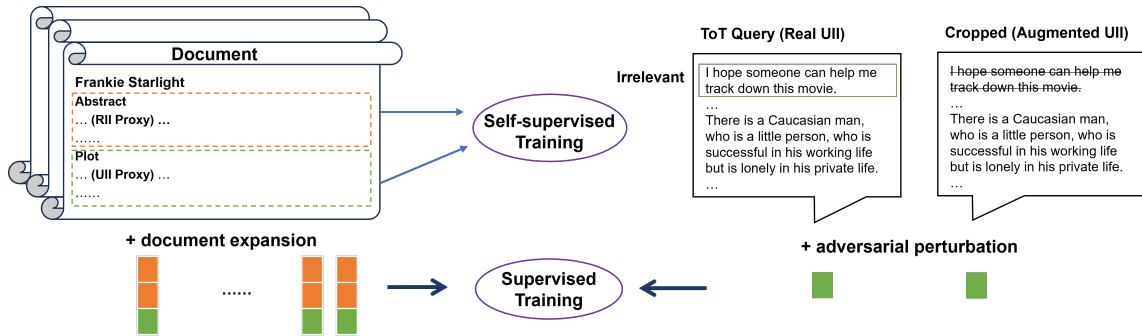 Document
Frankie Starlight
Abstract
... (RII Proxy) ...
......
Plot
... (UII Proxy) ...
......
+ document expansion
......
Self-supervised
Training
Supervised
Training
ToT Query (Real UII)
Irrelevant
I hope someone can help me
track down this movie.
...
There is a Caucasian man,
who is a little person, who is
successful in his working life
but is lonely in his private life.
...
Cropped (Augmented UII)
I hope someone can help me
track down this movie.
...
There is a Caucasian man,
who is a little person, who is
successful in his working life
but is lonely in his private life.
...
+ adversarial perturbation